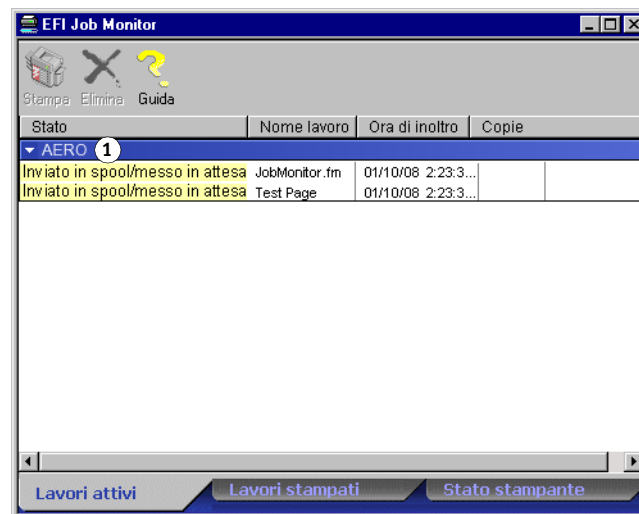 EFI Job Monitor
Stampa Elimina Guida
Stato Nome lavoro Ora di inoltro Copie
AERO 1
Inviato in spool/messo in attesa JobMonitor.fm 01/10/08 2:23:3...
Inviato in spool/messo in attesa Test Page 01/10/08 2:23:3...
Lavori attivi Lavori stampati Stato stampante